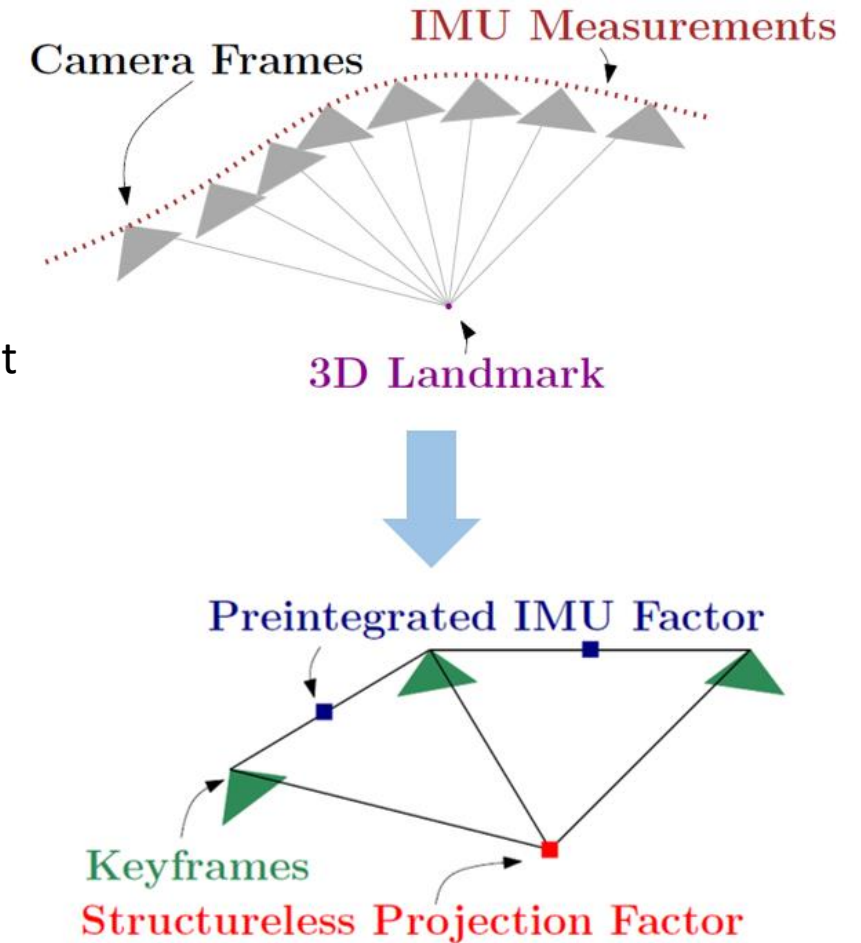 IMU Measurements
Camera Frames
t
3D Landmark
Preintegrated IMU Factor
Keyframes
Structureless Projection Factor